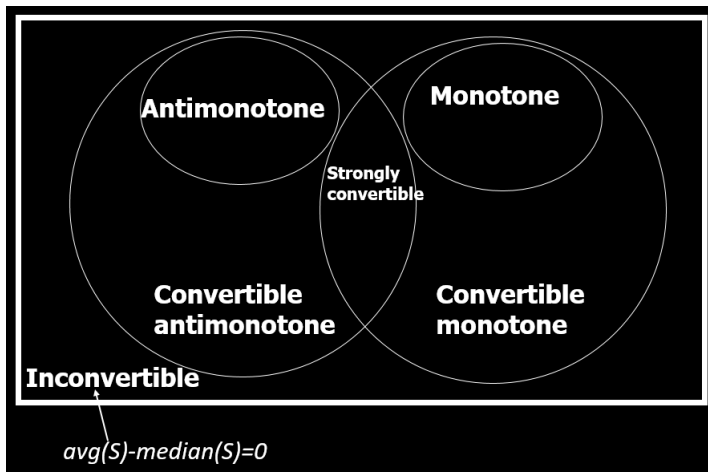 Antimonotone
Monotone
Strongly
convertible
Convertible
antimonotone
Convertible
monotone
Inconvertible
avg(S)-median(S)=0